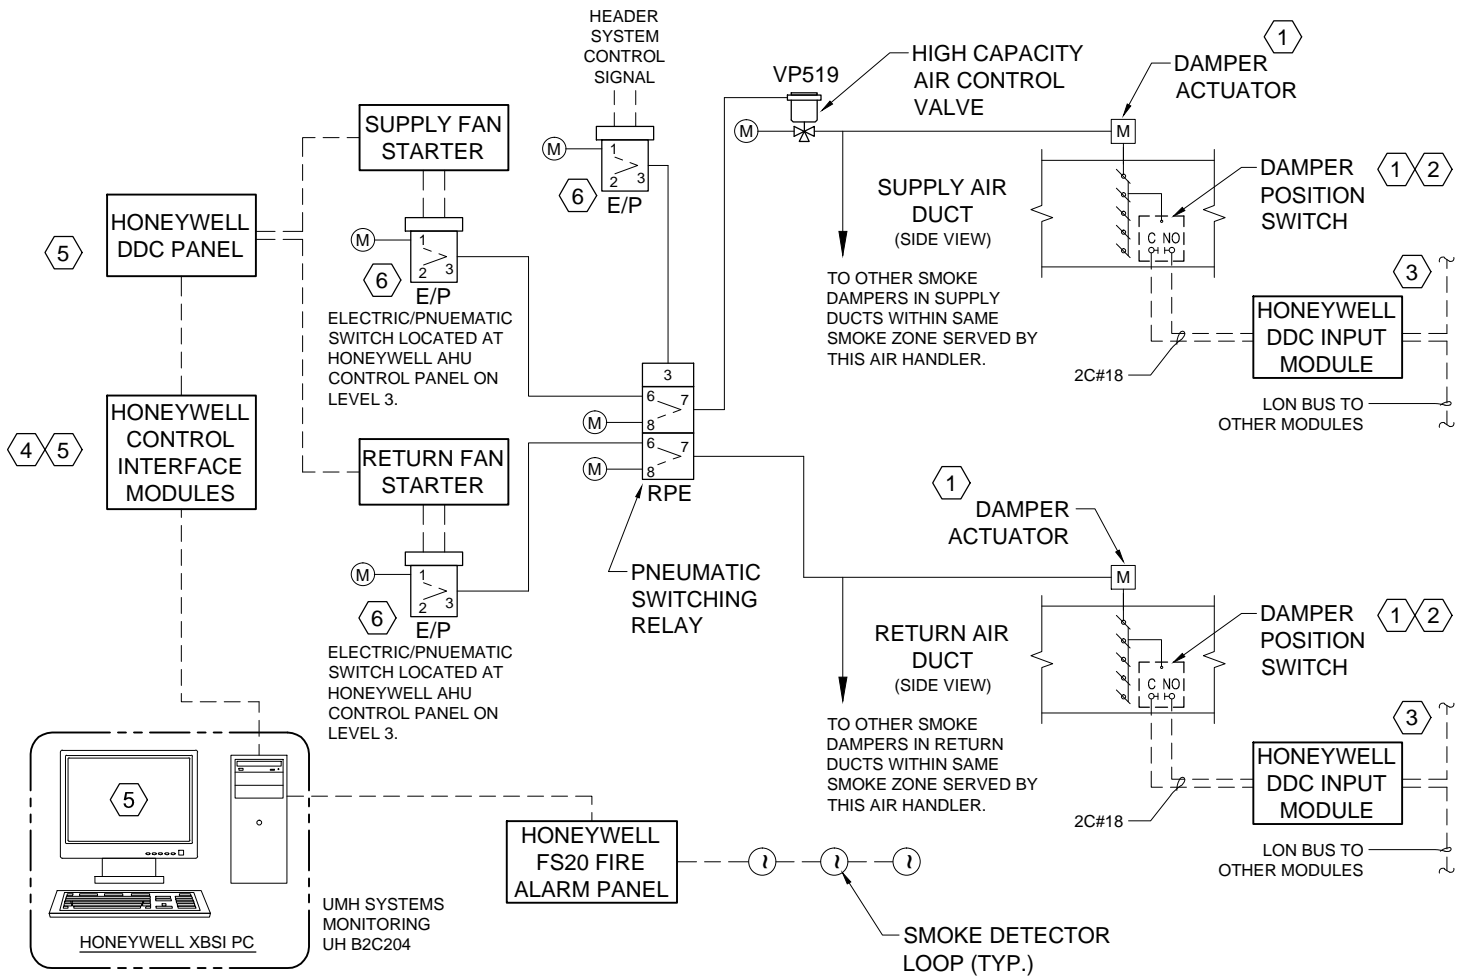 HEADER
SYSTEM
CONTROL
SIGNAL
1
2
3
M
6
E/P
VP519
M
HIGH CAPACITY
AIR CONTROL
VALVE
1
DAMPER
ACTUATOR
M
SUPPLY FAN
STARTER
HONEYWELL
DDC PANEL
5
M
1
2
3
6
E/P
ELECTRIC/PNUEMATIC
SWITCH LOCATED AT
HONEYWELL AHU
CONTROL PANEL ON
LEVEL 3.
SUPPLY AIR
DUCT
(SIDE VIEW)
TO OTHER SMOKE
DAMPERS IN SUPPLY
DUCTS WITHIN SAME
SMOKE ZONE SERVED BY
THIS AIR HANDLER.
C NO
DAMPER
POSITION
SWITCH
1 2
3
HONEYWELL
DDC INPUT
MODULE
2C#18
LON BUS TO
OTHER MODULES
HONEYWELL
CONTROL
INTERFACE
MODULES
4 5
RETURN FAN
STARTER
3
6
7
8
M
6
7
8
M
RPE
PNEUMATIC
SWITCHING
RELAY
M
1
2
3
6
E/P
ELECTRIC/PNUEMATIC
SWITCH LOCATED AT
HONEYWELL AHU
CONTROL PANEL ON
LEVEL 3.
1
DAMPER
ACTUATOR
M
RETURN AIR
DUCT
(SIDE VIEW)
TO OTHER SMOKE
DAMPERS IN RETURN
DUCTS WITHIN SAME
SMOKE ZONE SERVED BY
THIS AIR HANDLER.
C NO
DAMPER
POSITION
SWITCH
1 2
3
HONEYWELL
DDC INPUT
MODULE
2C#18
LON BUS TO
OTHER MODULES
5
HONEYWELL XBSI PC
UMH SYSTEMS
MONITORING
UH B2C204
HONEYWELL
FS20 FIRE
ALARM PANEL
SMOKE DETECTOR
LOOP (TYP.)